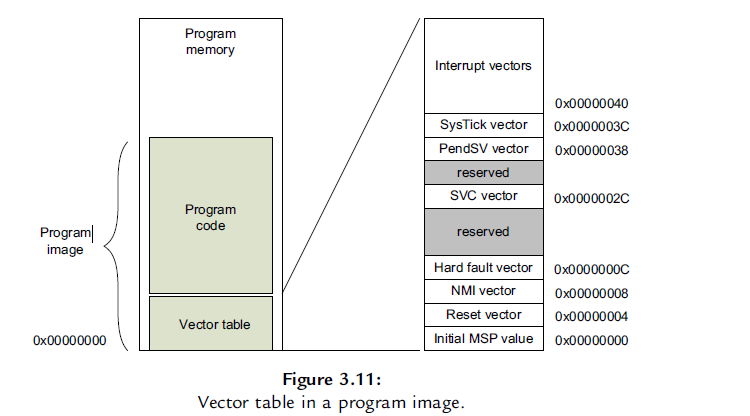 Program
memory
Program
code
Program
image
Vector table
0x00000000
Interrupt vectors
0x00000040
SysTick vector
0x0000003C
PendSV vector
0x00000038
reserved
SVC vector
0x0000002C
reserved
Hard fault vector
0x0000000C
NMI vector
0x00000008
Reset vector
0x00000004
Initial MSP value
0x00000000
Figure 3.11:
Vector table in a program image.